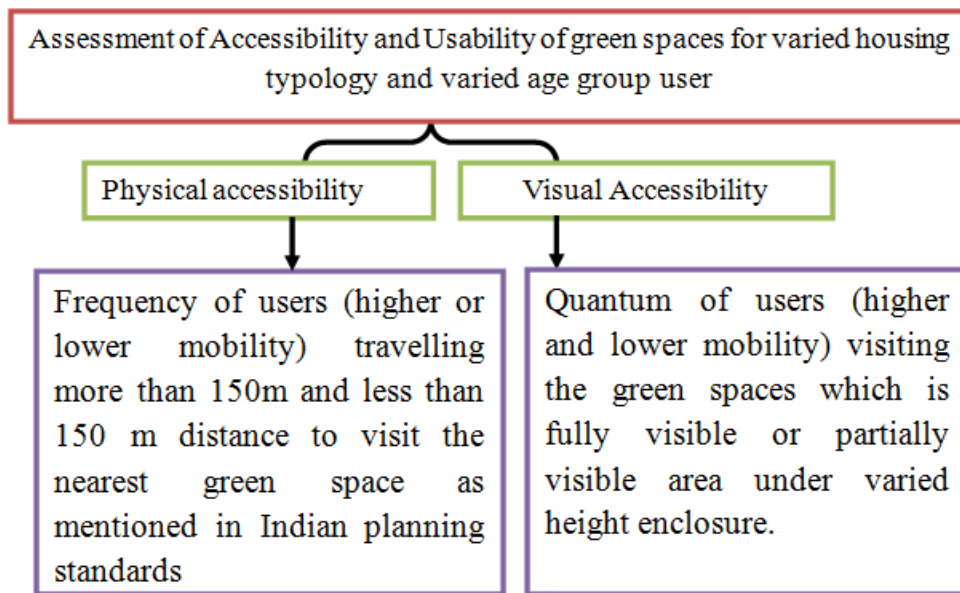 Assessment of Accessibility and Usability of green spaces for varied housing
typology and varied age group user
Physical accessibility
Visual Accessibility
Frequency of users (higher or
lower mobility) travelling
more than 150m and less than
150 m distance to visit the
nearest green space as
mentioned in Indian planning
standards
Quantum of users (higher
and lower mobility) visiting
the green spaces which is
fully visible or partially
visible area under varied
height enclosure.